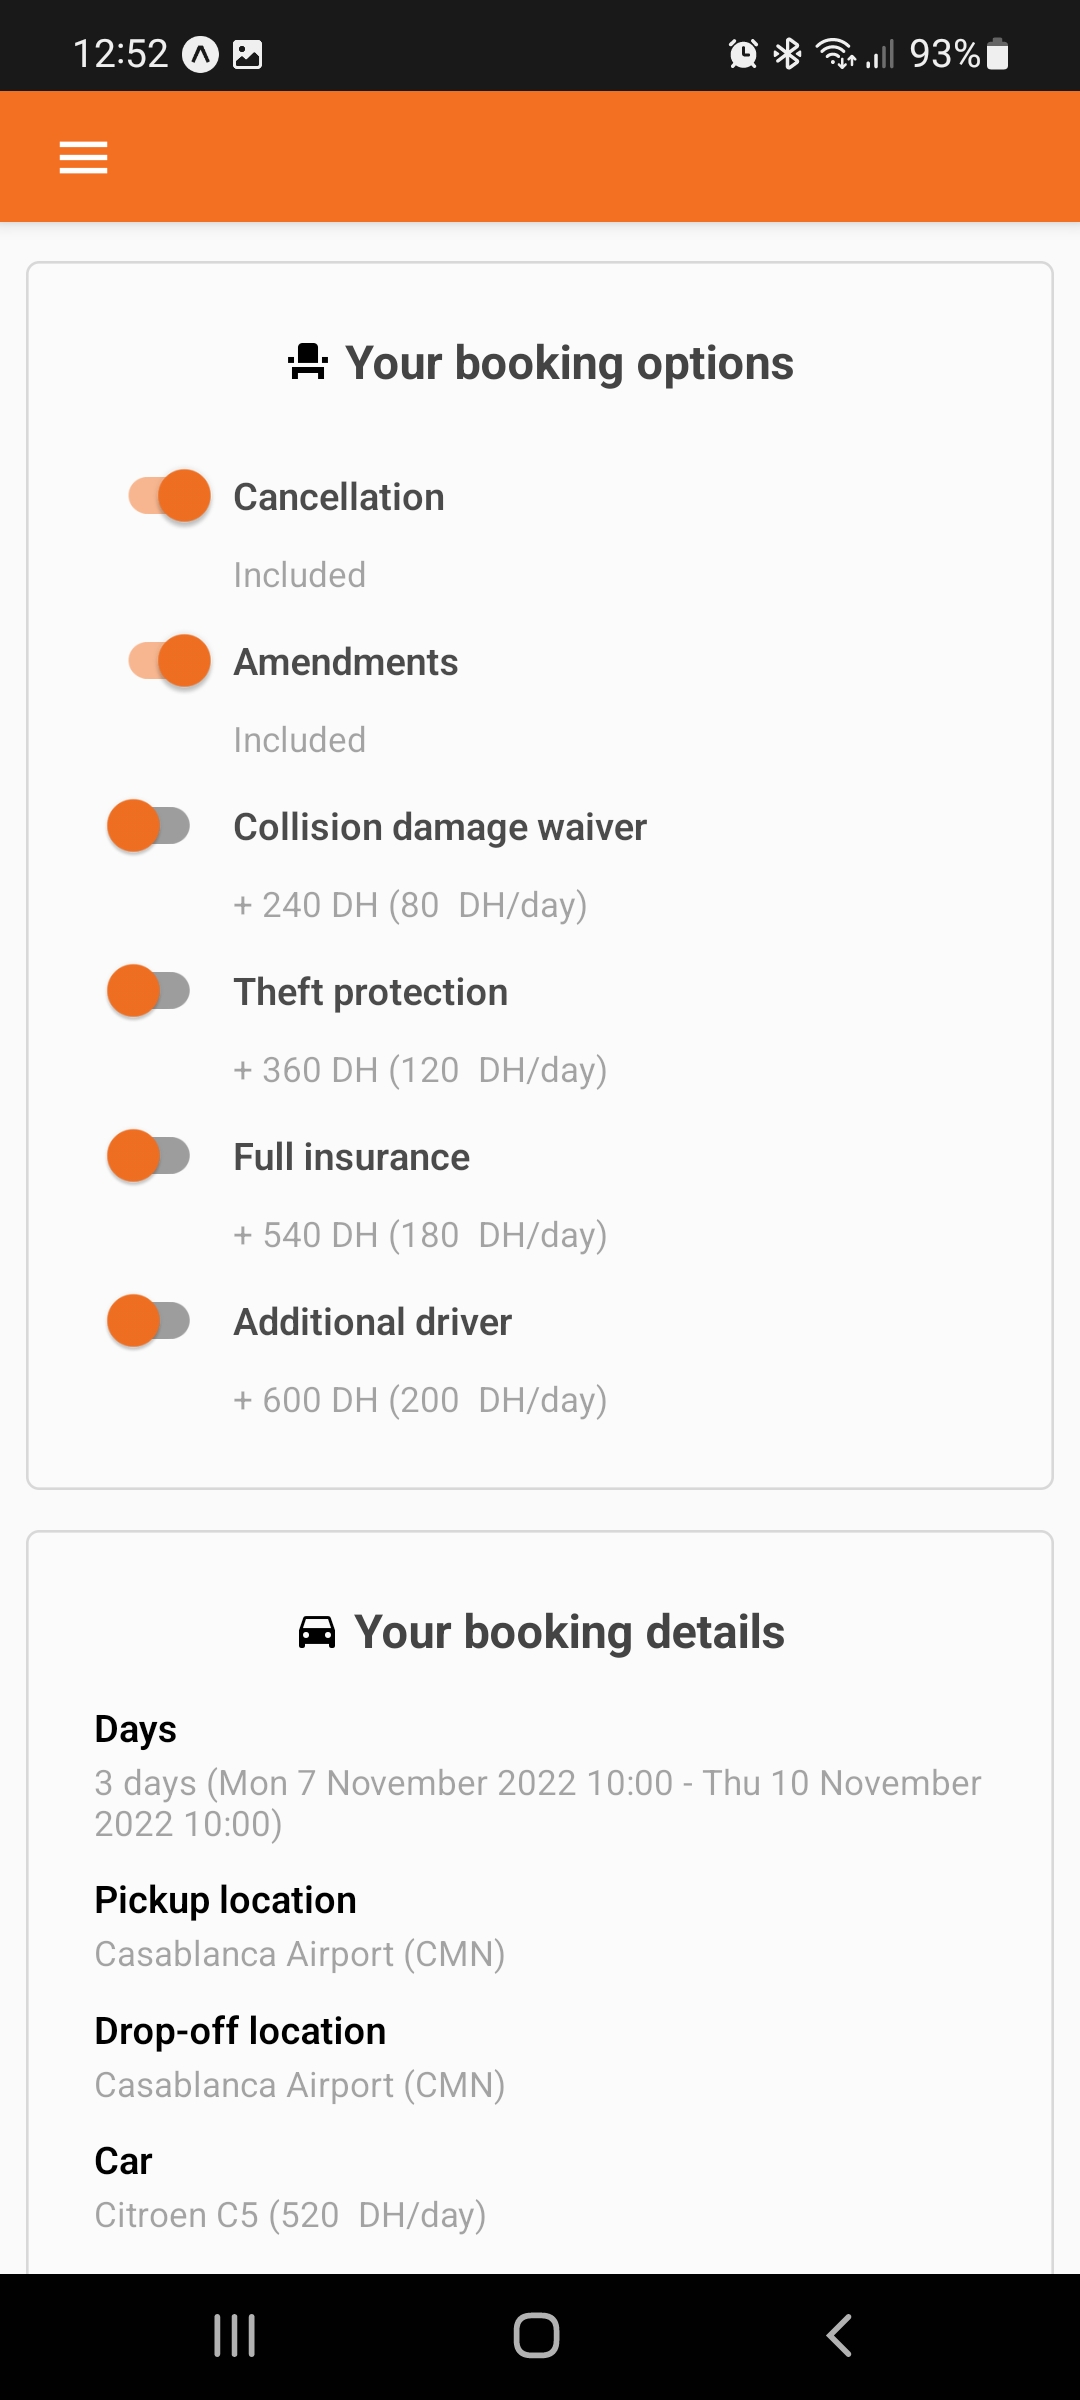 12:52 93%
Your booking options
Cancellation
Included
Amendments
Included
Collision damage waiver
+ 240 DH (80  DH/day)
Theft protection
+ 360 DH (120  DH/day)
Full insurance
+ 540 DH (180  DH/day)
Additional driver
+ 600 DH (200  DH/day)
Your booking details
Days
3 days (Mon 7 November 2022 10:00 - Thu 10 November
2022 10:00)
Pickup location
Casablanca Airport (CMN)
Drop-off location
Casablanca Airport (CMN)
Car
Citroen C5 (520  DH/day)